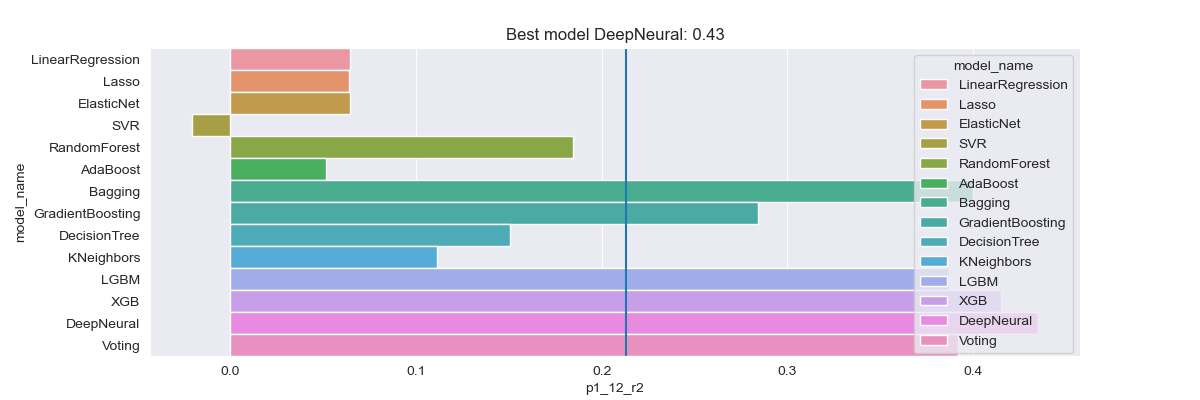 Best model DeepNeural: 0.43
model_name
LinearRegression
Lasso
ElasticNet
SVR
RandomForest
AdaBoost
Bagging
GradientBoosting
DecisionTree
KNeighbors
LGBM
XGB
DeepNeural
Voting
model_name
LinearRegression
Lasso
ElasticNet
SVR
RandomForest
AdaBoost
Bagging
GradientBoosting
DecisionTree
KNeighbors
LGBM
XGB
DeepNeural
Voting
0.0 0.1 0.2 0.3 0.4
p1_12_r2